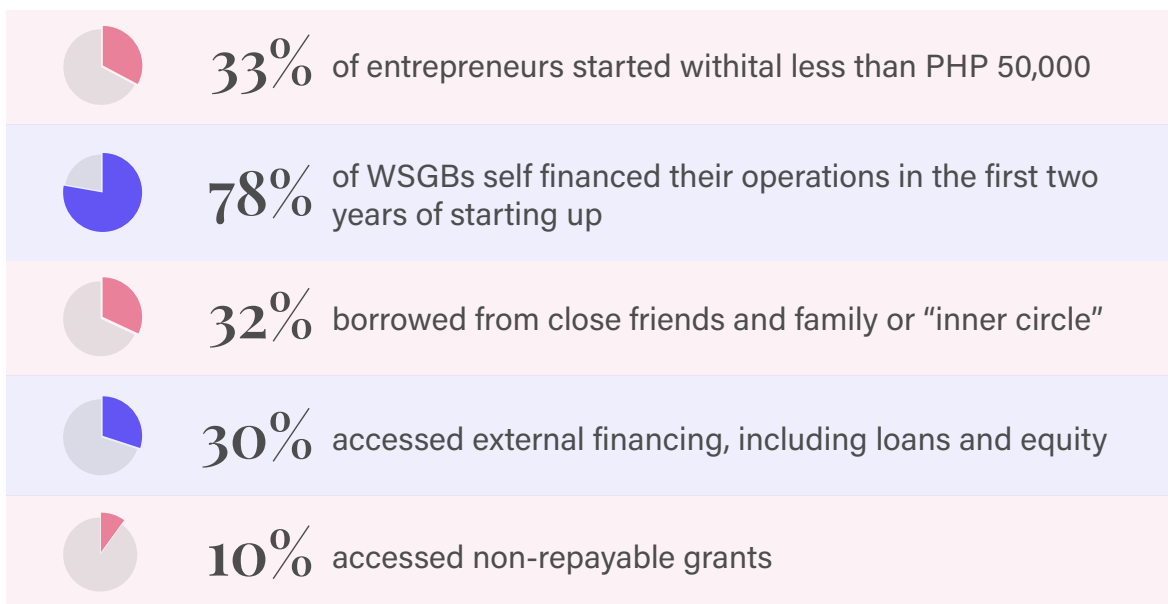 33% of entrepreneurs started withital less than PHP 50,000
78% of WSGBs self financed their operations in the first two
years of starting up
32% borrowed from close friends and family or “inner circle”
30% accessed external financing, including loans and equity
10% accessed non-repayable grants